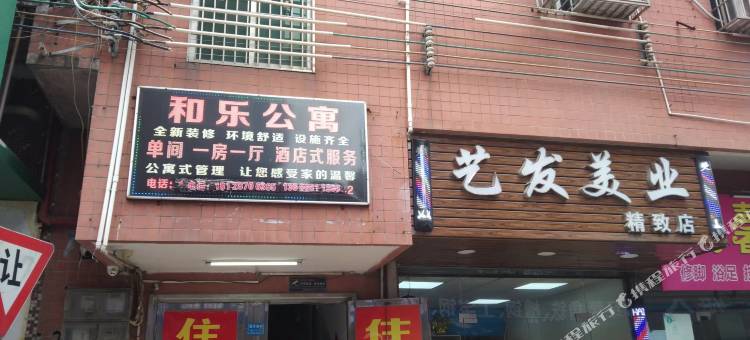 和乐公寓
全新装修 环境舒适 设施齐全
单间 一房一厅 酒店式服务
公寓式管理 让您感受家的温馨
电话:
艺发美业
精致店
修脚 浴足
住
住
让
携程旅行
携程旅行